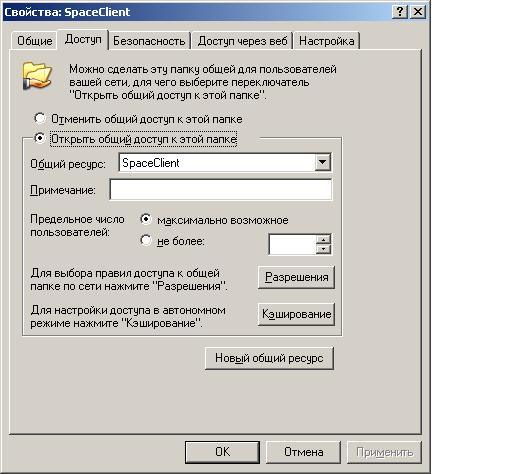 Свойства: SpaceClient
Общие Доступ Безопасность Доступ через веб Настройка
Можно сделать эту папку общей для пользователей
вашей сети, для чего выберите переключатель
"Открыть общий доступ к этой папке".
Отменить общий доступ к этой папке
Открыть общий доступ к этой папке
Общий ресурс: SpaceClient
Примечание:
Предельное число
пользователей:
максимально возможное
не более:
Для выбора правил доступа к общей
папке по сети нажмите "Разрешения".
Разрешения
Для настройки доступа в автономном
режиме нажмите "Кэширование".
Кэширование
Новый общий ресурс
OK Отмена Применить